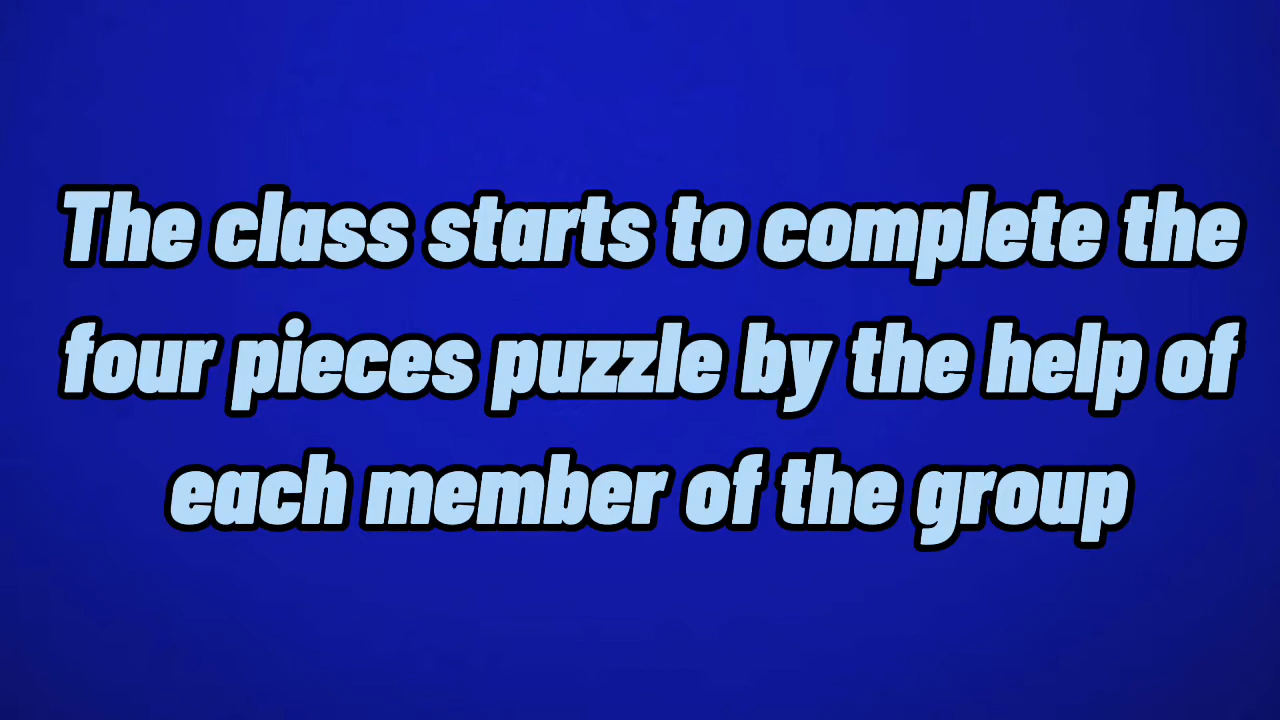 The class starts to complete the
four pieces puzzle by the help of
each member of the group